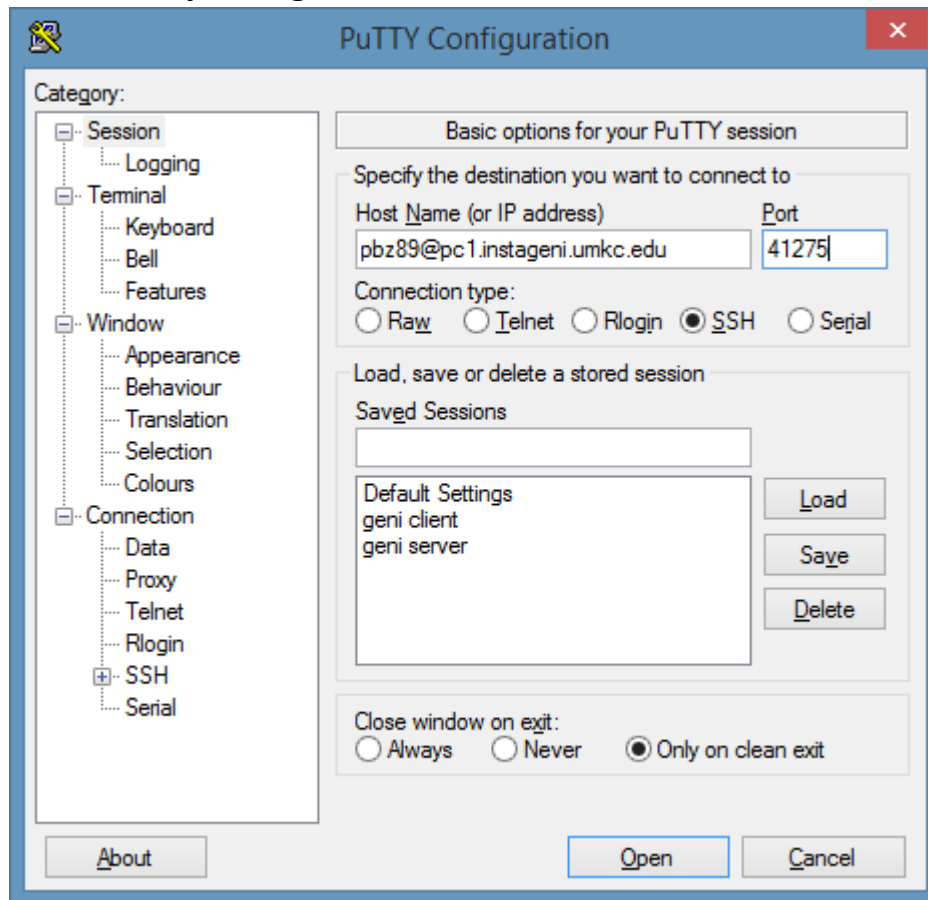 PuTTY Configuration
Category:
Session
Logging
Terminal
Keyboard
Bell
Features
Window
Appearance
Behaviour
Translation
Selection
Colours
Connection
Data
Proxy
Telnet
Rlogin
SSH
Serial
Basic options for your PuTTY session
Specify the destination you want to connect to
Host Name (or IP address) Port
pbz89@pc1.instageni.umkc.edu 41275
Connection type:
Raw Telnet Rlogin SSH Serial
Load, save or delete a stored session
Saved Sessions
Default Settings
geni client
geni server
Load
Save
Delete
Close window on exit:
Always Never Only on clean exit
About Open Cancel